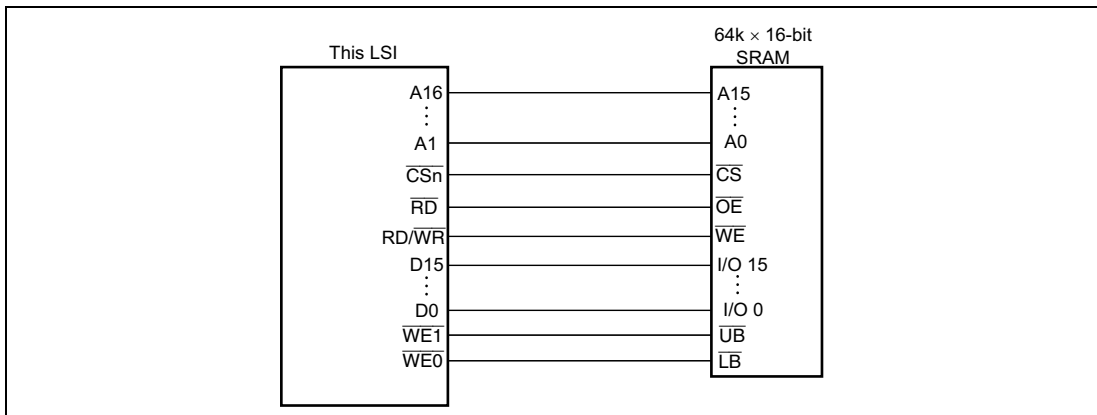 This LSI
64k × 16-bit
SRAM
A16
A15
A1
A0
CSn
CS
RD
OE
RD/WR
WE
D15
I/O 15
D0
I/O 0
WE1
UB
WE0
LB